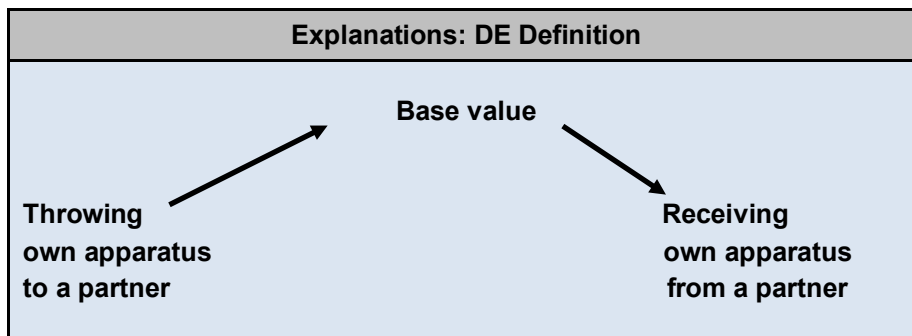 Explanations: DE Definition
Base value
Throwing
own apparatus
to a partner
Receiving
own apparatus
from a partner